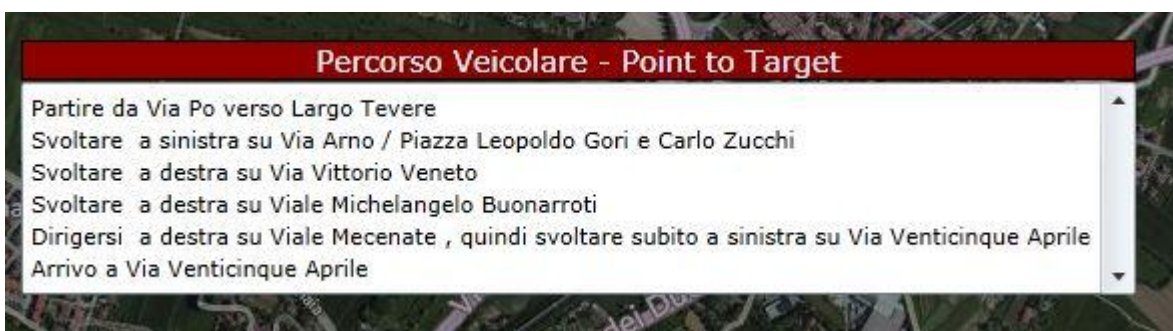 Percorso Veicolare - Point to Target
Partire da Via Po verso Largo Tevere
Svoltare  a sinistra su Via Arno / Piazza Leopoldo Gori e Carlo Zucchi
Svoltare  a destra su Via Vittorio Veneto
Svoltare  a destra su Viale Michelangelo Buonarroti
Dirigersi  a destra su Viale Mecenate , quindi svoltare subito a sinistra su Via Venticinque Aprile
Arrivo a Via Venticinque Aprile